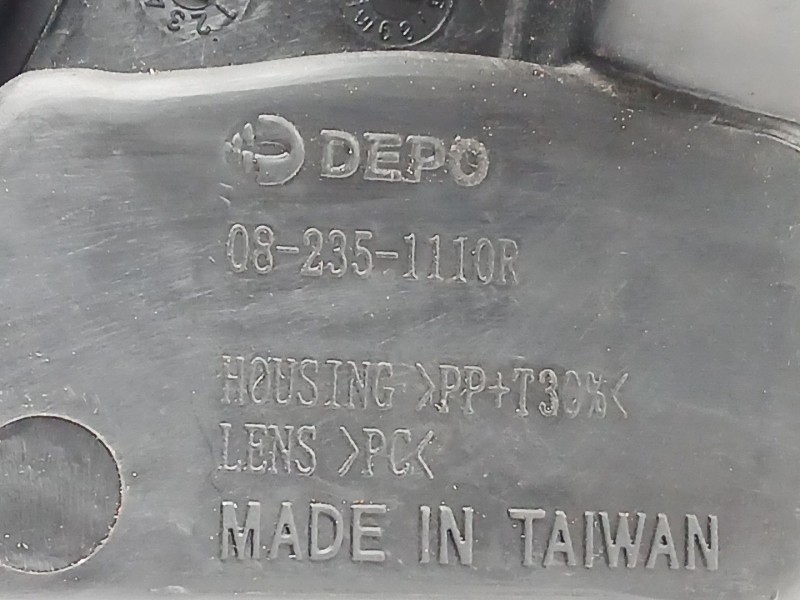 DEPO
08-235-1110R
HOUSING >PP+T30%<
LENS >PC<
MADE IN TAIWAN